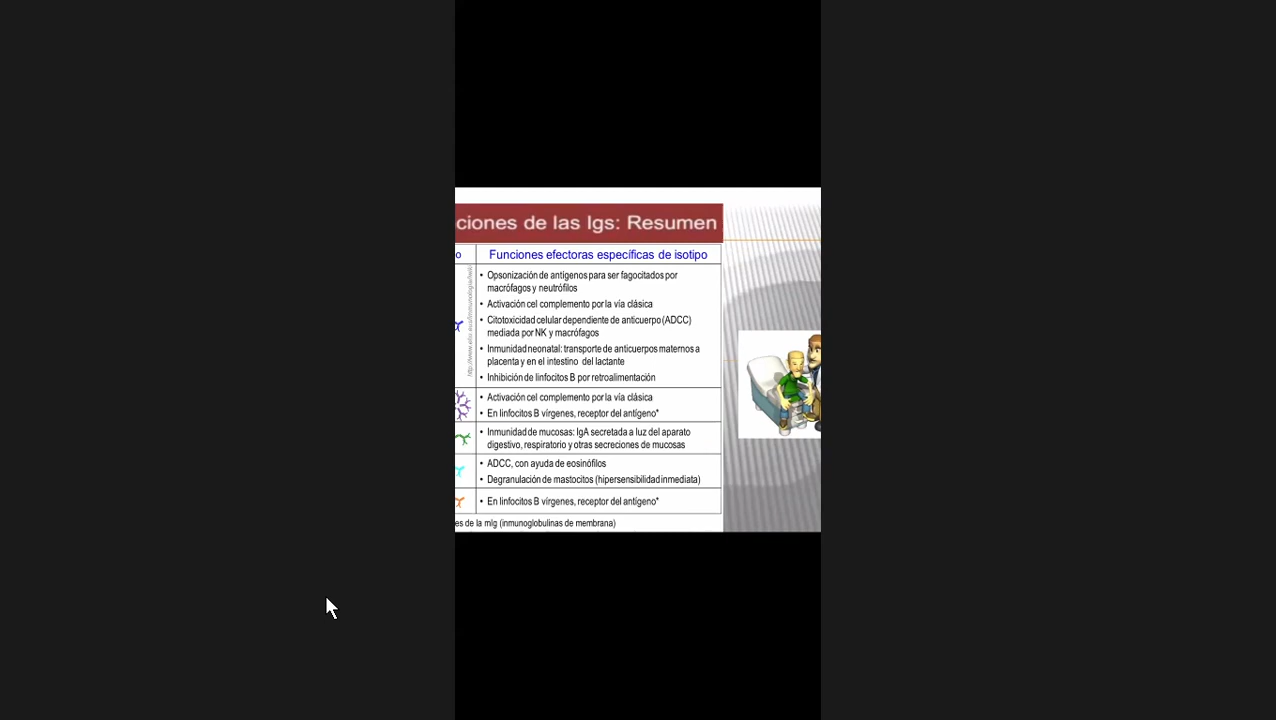 ciones de las Igs: Resumen
o
Funciones efectoras específicas de isotipo
• Opsonización de antígenos para ser fagocitados por
macrófagos y neutrófilos
• Activación cel complemento por la vía clásica
• Citotoxicidad celular dependiente de anticuerpo (ADCC)
mediada por NK y macrófagos
• Inmunidad neonatal: transporte de anticuerpos maternos a
placenta y en el intestino del lactante
• Inhibición de linfocitos B por retroalimentación
• Activación cel complemento por la vía clásica
• En linfocitos B vírgenes, receptor del antígeno*
• Inmunidad de mucosas: IgA secretada a luz del aparato
digestivo, respiratorio y otras secreciones de mucosas
• ADCC, con ayuda de eosinófilos
• Degranulación de mastocitos (hipersensibilidad inmediata)
• En linfocitos B vírgenes, receptor del antígeno*
es de la mIg (inmunoglobulinas de membrana)